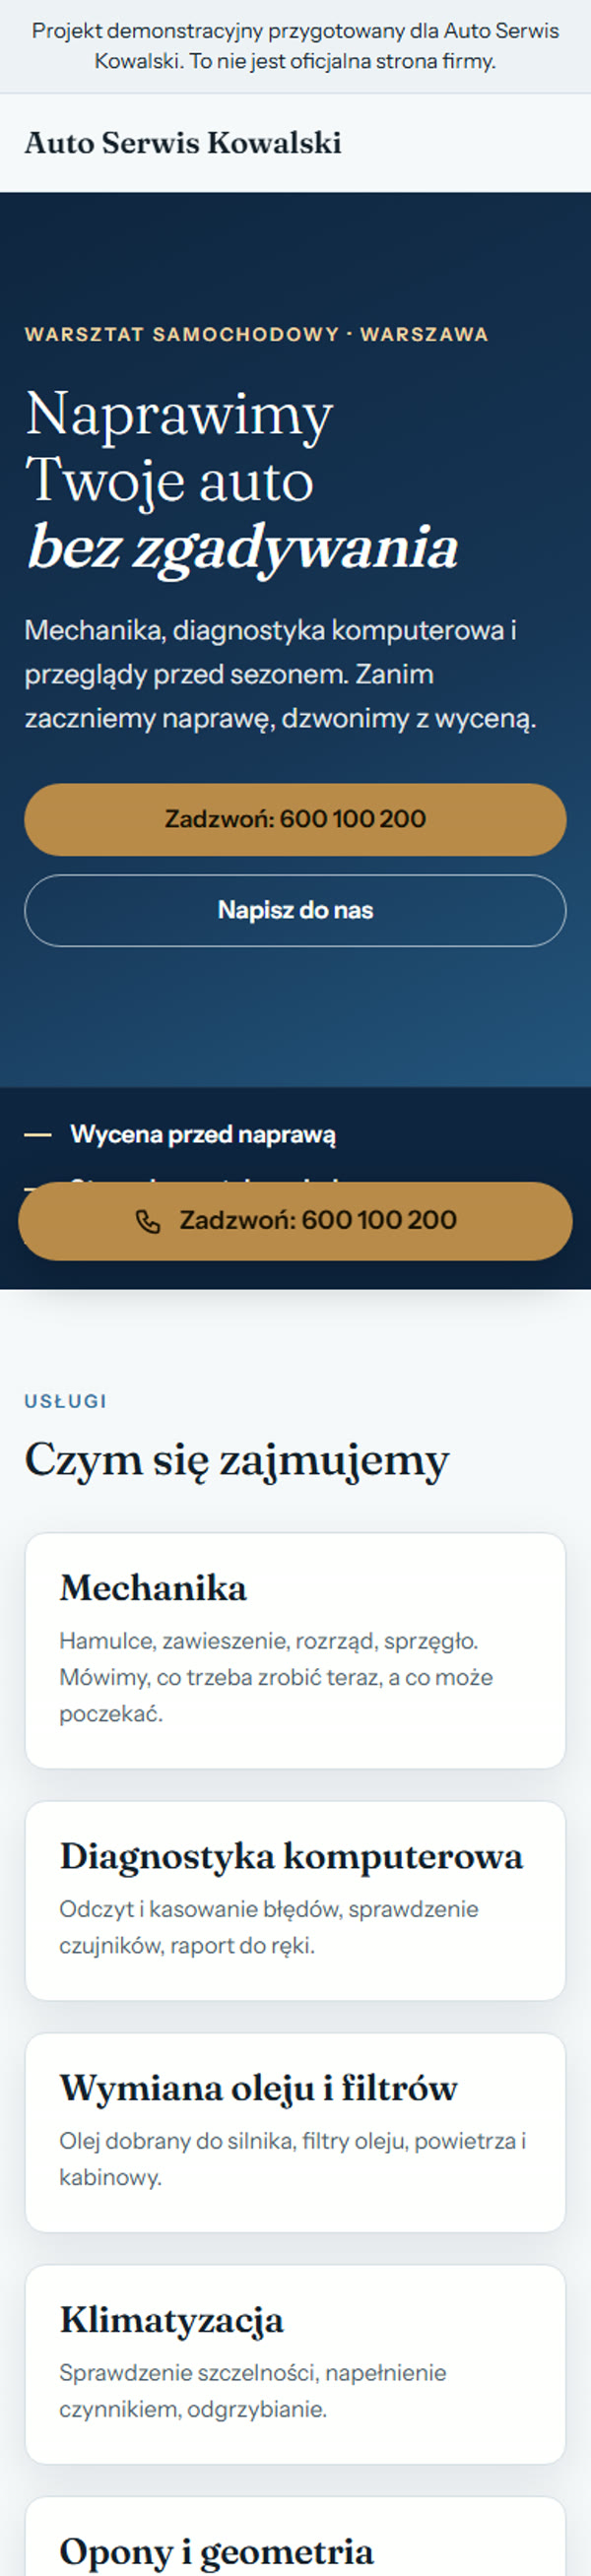 Projekt demonstracyjny przygotowany dla Auto Serwis
Kowalski. To nie jest oficjalna strona firmy.
Auto Serwis Kowalski
WARSZTAT SAMOCHODOWY · WARSZAWA
Naprawimy
Twoje auto
bez zgadywania
Mechanika, diagnostyka komputerowa i
przeglądy przed sezonem. Zanim
zaczniemy naprawę, dzwonimy z wyceną.
Zadzwoń: 600 100 200
Napisz do nas
— Wycena przed naprawą
Zadzwoń: 600 100 200
USŁUGI
Czym się zajmujemy
Mechanika
Hamulce, zawieszenie, rozrząd, sprzęgło.
Mówimy, co trzeba zrobić teraz, a co może
poczekać.
Diagnostyka komputerowa
Odczyt i kasowanie błędów, sprawdzenie
czujników, raport do ręki.
Wymiana oleju i filtrów
Olej dobrany do silnika, filtry oleju, powietrza i
kabinowy.
Klimatyzacja
Sprawdzenie szczelności, napełnienie
czynnikiem, odgrzybianie.
Opony i geometria